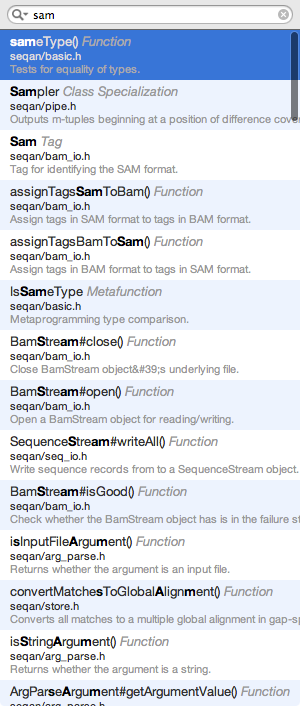 sam
sameType() Function
seqan/basic.h
Tests for equality of types.
Sampler Class Specialization
seqan/pipe.h
Outputs m-tuples beginning at a position of difference
Sam Tag
seqan/bam_io.h
Tag for identifying the SAM format.
assignTagsSamToBam() Function
seqan/bam_io.h
Assign tags in SAM format to tags in BAM format.
assignTagsBamToSam() Function
seqan/bam_io.h
Assign tags in BAM format to tags in SAM format.
IsSameType Metafunction
seqan/basic.h
Metaprogramming type comparison.
BamStream#close() Function
seqan/bam_io.h
Close BamStream object&#39;s underlying file.
BamStream#open() Function
seqan/bam_io.h
Open a BamStream object for reading/writing.
SequenceStream#writeAll() Function
seqan/seq_io.h
Write sequence records from to a SequenceStream object.
BamStream#isGood() Function
seqan/bam_io.h
Check whether the BamStream object has is in the failure
isInputFileArgument() Function
seqan/arg_parse.h
Returns whether the argument is an input file.
convertMatchesToGlobalAlignment() Function
seqan/store.h
Converts all matches to a multiple global alignment in
isStringArgument() Function
seqan/arg_parse.h
Returns whether the argument is a string.
ArgParseArgument#getArgumentValue() Function
seqan/arg_parse.h